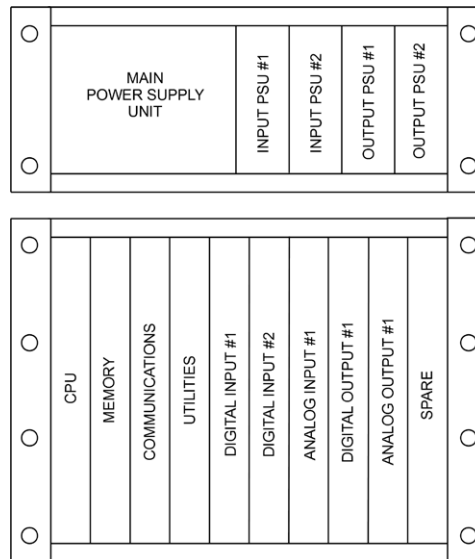 MAIN
POWER SUPPLY
UNIT
INPUT PSU #1
INPUT PSU #2
OUTPUT PSU #1
OUTPUT PSU #2
CPU
MEMORY
COMMUNICATIONS
UTILITIES
DIGITAL INPUT #1
DIGITAL INPUT #2
ANALOG INPUT #1
DIGITAL OUTPUT #1
ANALOG OUTPUT #1
SPARE